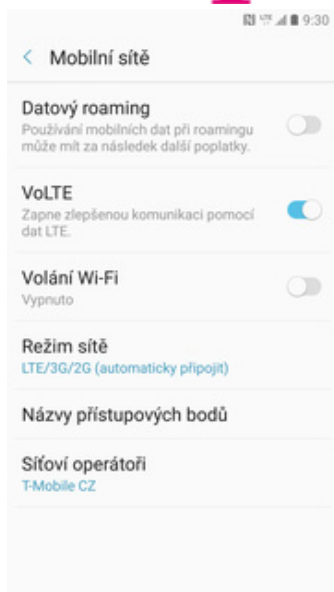 9:30
Mobilní sítě
Datový roaming
Používání mobilních dat při roamingu
může mít za následek další poplatky.
VoLTE
Zapne zlepšenou komunikaci pomocí
dat LTE.
Volání Wi-Fi
Vypnuto
Režim sítě
LTE/3G/2G (automaticky připojit)
Názvy přístupových bodů
Síťoví operátoři
T-Mobile CZ